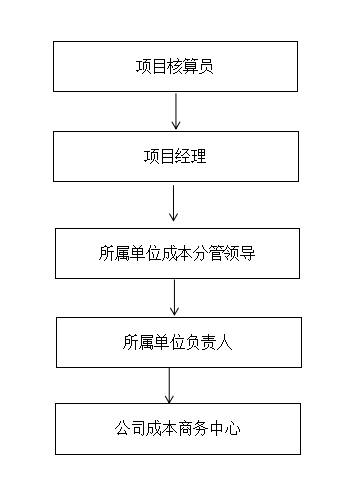 项目核算员
项目经理
所属单位成本分管领导
所属单位负责人
公司成本商务中心